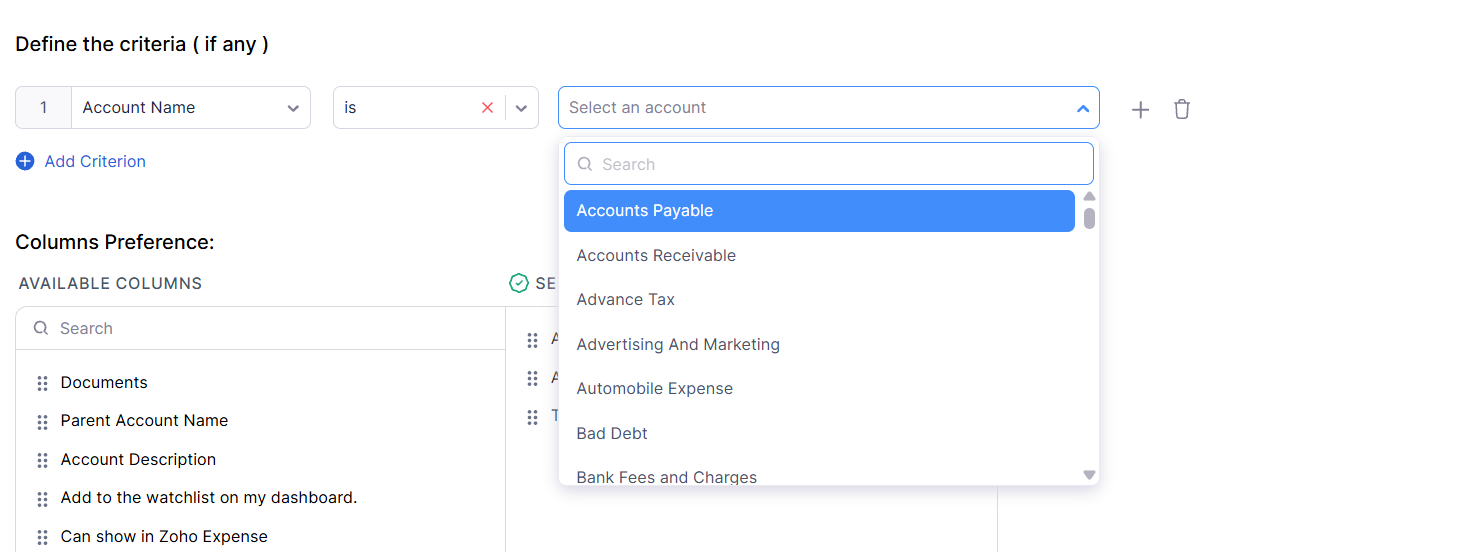 Define the criteria ( if any )
1 Account Name is Select an account
Add Criterion
Search
Accounts Payable
Accounts Receivable
Advance Tax
Advertising And Marketing
Automobile Expense
Bad Debt
Bank Fees and Charges
Columns Preference:
AVAILABLE COLUMNS
Search
Documents
Parent Account Name
Account Description
Add to the watchlist on my dashboard.
Can show in Zoho Expense
SE
A
A
T